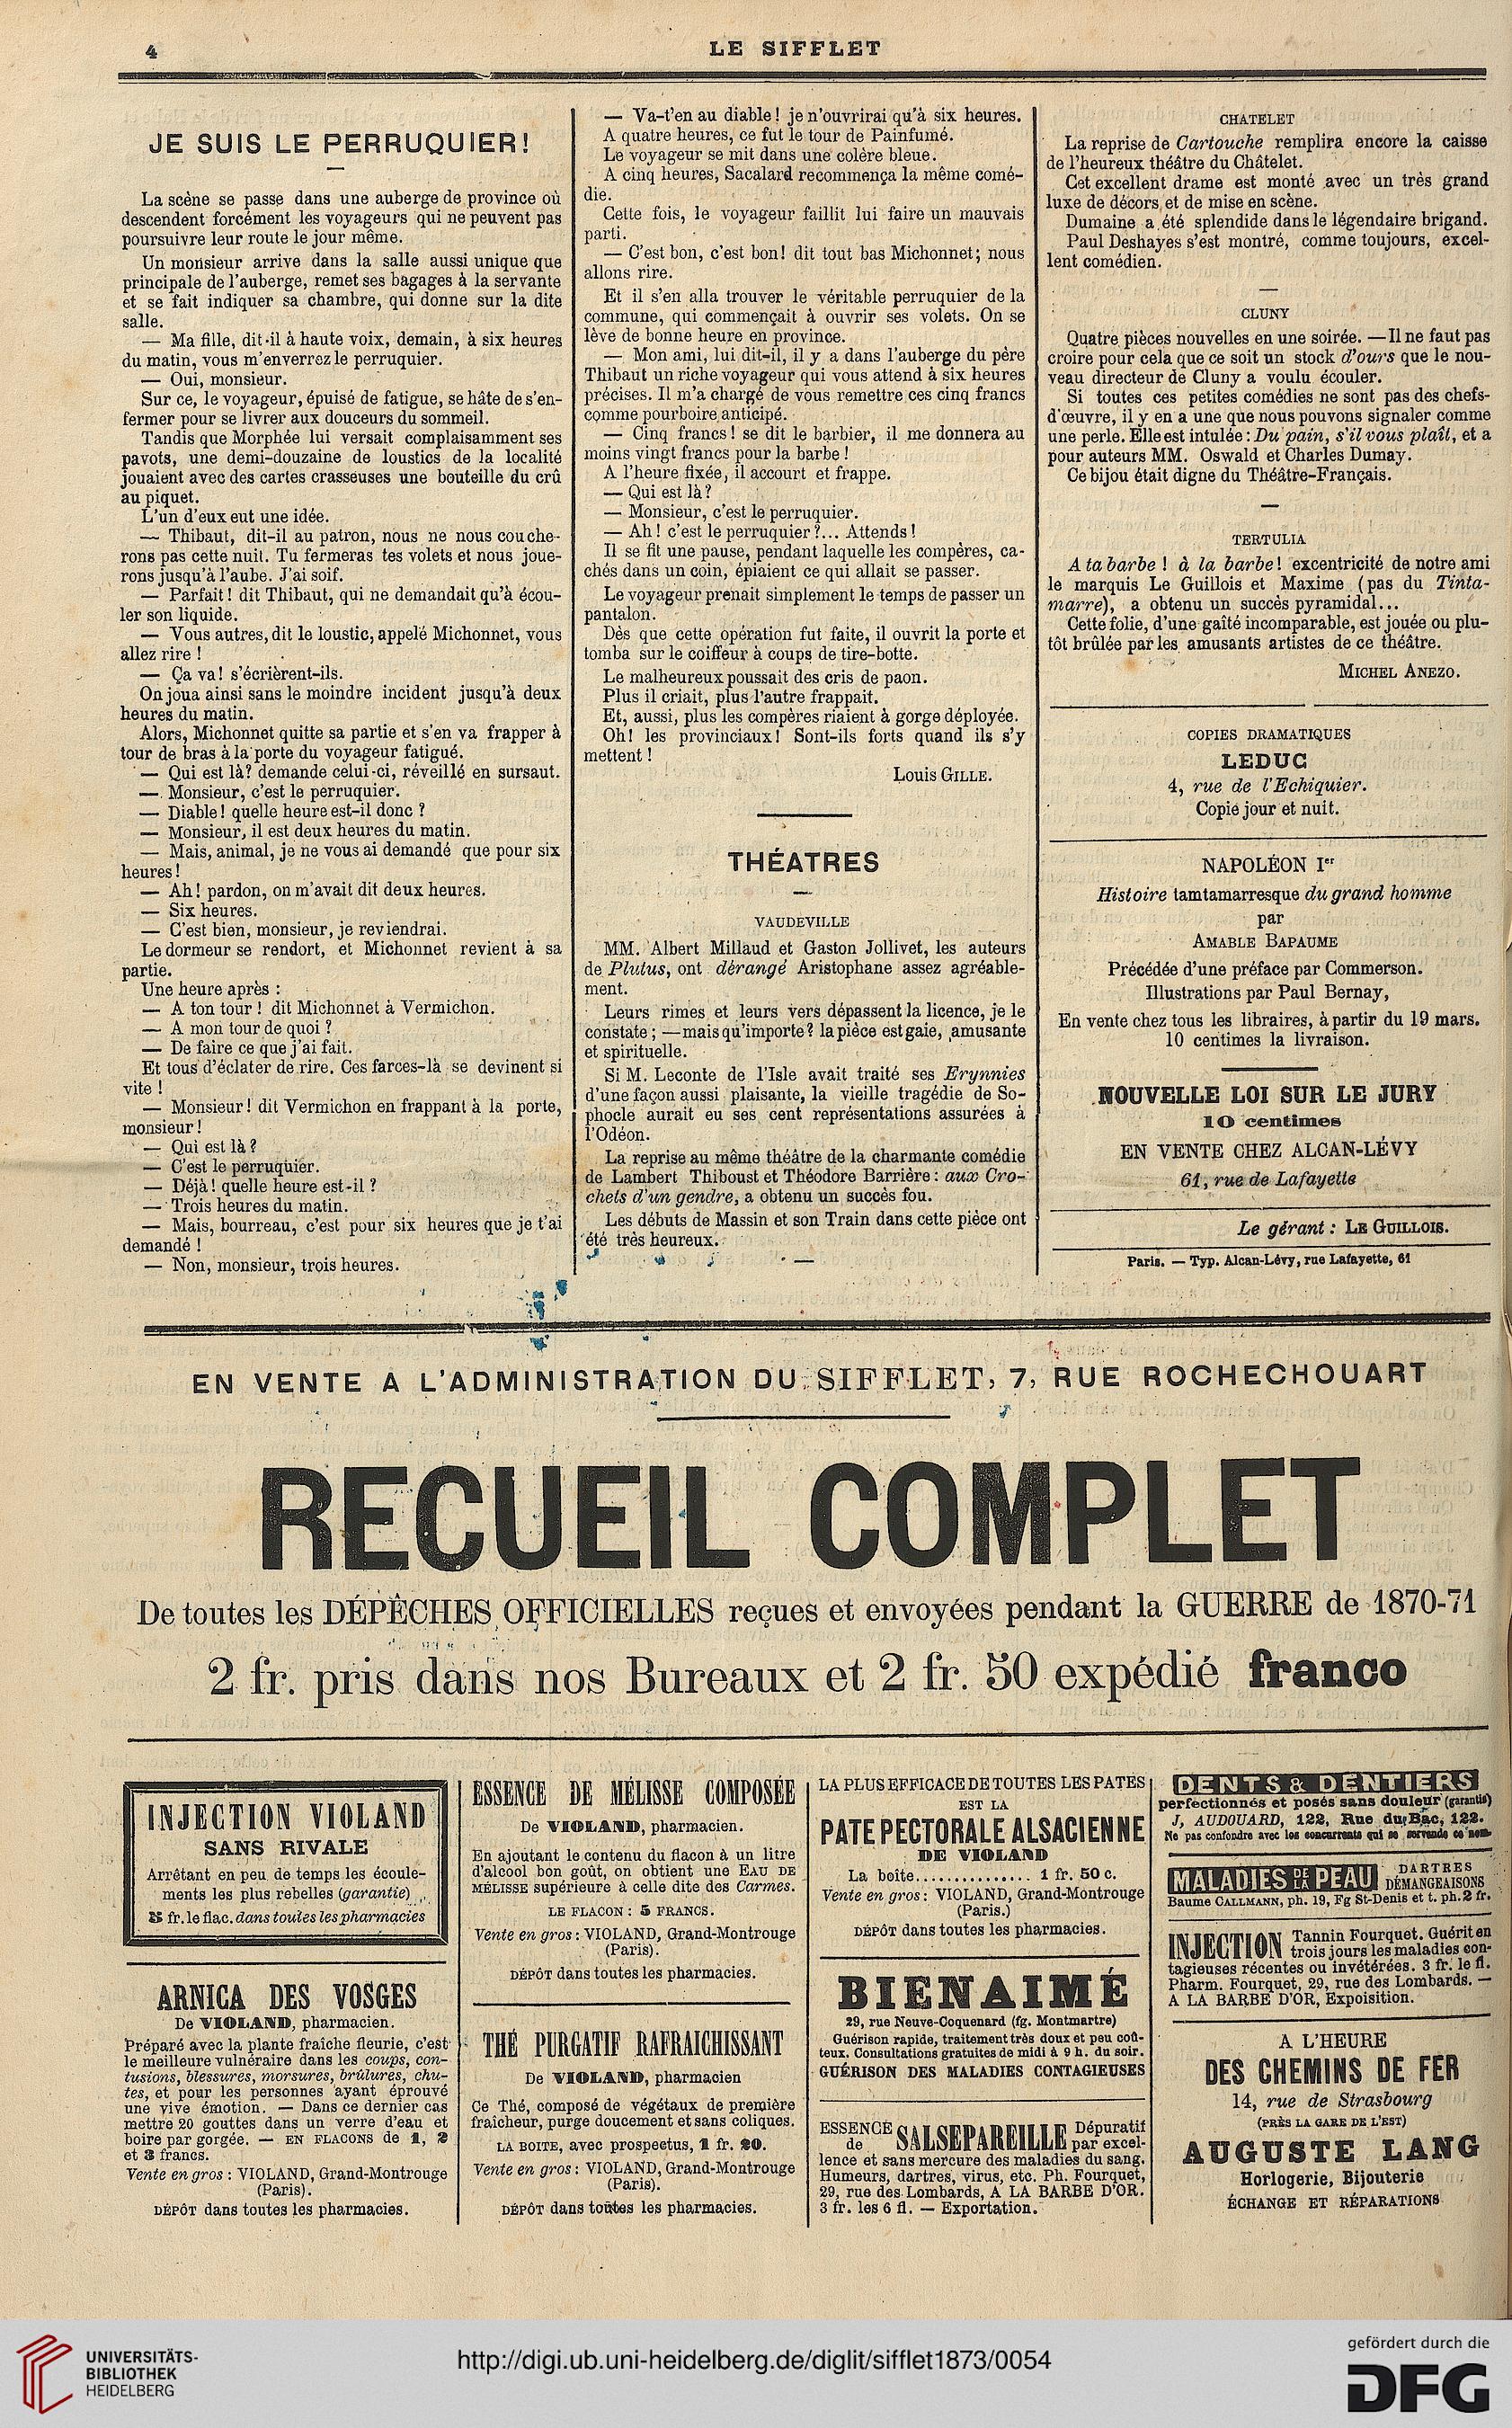 4
LE SIFFLET
JE SUIS LE PERRUQUIER!
La scène se passe dans une auberge de province où
descendent forcément les voyageurs qui ne peuvent pas
poursuivre leur route le jour même.
Un monsieur arrive dans la salle aussi unique que
principale de l'auberge, remet ses bagages à la servante
et se fait indiquer sa chambre, qui donne sur la dite
salle.
— Ma fille, dit-il à haute voix, demain, à six heures
du matin, vous m'enverrez le perruquier.
— Oui, monsieur.
Sur ce, le voyageur, épuisé de fatigue, se hâte de s'en-
fermer pour se livrer aux douceurs du sommeil.
Tandis que Morphée lui versait complaisamment ses
pavots, une demi-douzaine de loustics de la localité
jouaient avec des cartes crasseuses une bouteille du crû
au piquet.
L'un d'eux eut une idée.
— Thibaut, dit-il au patron, nous ne nous couche-
rons pas cette nuit. Tu fermeras tes volets et nous joue-
rons jusqu'à l'aube. J'ai soif.
— Parfait! dit Thibaut, qui ne demandait qu'à écou-
ler son liquide.
— Vous autres, dit le loustic, appelé Michonnet, vous
allez rire !
— Ça va! s'écrièrent-ils.
On joua ainsi sans le moindre incident jusqu'à deux
heures du matin.
Alors, Michonnet quitte sa partie et s'en va frapper à
tour de bras à la porte du voyageur fatigué.
— Qui est là? demande celui-ci, réveillé en sursaut.
— Monsieur, c'est le perruquier.
— Diable! quelle heure est-il donc ?
— Monsieur, il est deux heures du matin.
— Mais, animal, je ne vous ai demandé que pour six
heures!
— Ah! pardon, on m'avait dit deux heures.
— Six heures.
— C'est bien, monsieur, je reviendrai.
Le dormeur se rendort, et Michonnet revient à sa
partie.
Une heure après :
— A ton tour ! dit Michonnet à Vermichon.
— A mon tour de quoi ?
— De faire ce que j'ai fait.
Et tous d'éclater de rire. Ces farces-là se devinent si
vite !
— Monsieur! dit Vermichon en frappant à la porte,
monsieur!
— Qui est là?
— C'est le perruquier.
— Déjà! quelle heure est-il ?
— Trois heures du matin.
— Mais, bourreau, c'est pour six heures que je t'ai
demandé !
— Non, monsieur, trois heures.
— Va-t'en au diable! je n'ouvrirai qu'à six heures.
A quatre heures, ce fut le tour de Painfumé.
Le voyageur se mit dans une colère bleue.
A cinq heures, Sacalard recommença la même comé-
die.
Cette fois, le voyageur faillit lui faire un mauvais
parti.
— C'est bon, c'est bon! dit tout bas Michonnet; nous
allons rire.
Et il s'en alla trouver le véritable perruquier de la
commune, qui commençait à ouvrir ses volets. On se
lève de bonne heure en province.
— Mon ami, lui dit-il, il y a dans l'auberge du père
Thibaut un riche voyageur qui vous attend à six heures
précises. Il m'a chargé de vous remettre ces cinq francs
comme pourboire anticipé.
— Cinq francs! se dit le barbier, il me donnera au
moins vingt francs pour la barbe !
A l'heure fixée, il accourt et frappe.
— Qui est là?
— Monsieur, c'est le perruquier.
— Ah! c'est le perruquier ?... Attends!
Il se fit une pause, pendant laquelle les compères, ca-
chés dans un coin, épiaient ce qui allait se passer.
Le voyageur prenait simplement le temps de passer un
pantalon.
Dès que cette opération fut faite, il ouvrit la porte et
tomba sur le coiffeur à coups de tire-botte.
Le malheureux poussait des cris de paon.
Plus il criait, plus l'autre frappait.
Et, aussi, plus les compères riaient à gorge déployée.
Oh! les provinciaux! Sont-ils forts quand ils s'y
mettent !
Louis GILLE.
THÉATRES
VAUDEVILLE
MM. Albert Millaud et Gaston Jollivet, les auteurs
de Plutus, ont dérangé Aristophane assez agréable-
ment.
Leurs rimes et leurs vers dépassent la licence, je le
constate ; — mais qu'importe? la pièce est gaie, amusante
et spirituelle.
Si M. Leconte de l'Isle avait traité ses Erynnies
d'une façon aussi plaisante, la vieille tragédie de So-
phocle aurait eu ses cent représentations assurées à
l'Odéon.
La reprise au même théâtre de la charmante comédie
de Lambert Thiboust et Théodore Barrière : aux Cro-
chets d'un gendre, a obtenu un succès fou.
Les débuts de Massin et son Train dans cette pièce ont
été très heureux.
CHATELET
La reprise de Cartouche remplira encore la caisse
de l'heureux théâtre du Châtelet.
Cet excellent drame est monté avec un très grand
luxe de décors et de mise en scène.
Dumaine a été splendide dans le légendaire brigand.
Paul Deshayes s'est montré, comme toujours, excel-
lent comédien.
CLUNY
Quatre pièces nouvelles en une soirée. — Il ne faut pas
croire pour cela que ce soit un stock d'ours que le nou-
veau directeur de Cluny a voulu écouler.
Si toutes ces petites comédies ne sont pas des chefs-
d'œuvre, il y en a une que nous pouvons signaler comme
une perle. Elle est intulée : Du pain, s'il vous plaît, et a
pour auteurs MM. Oswald et Charles Dumay.
Ce bijou était digne du Théâtre-Français.
TERTULIA
A ta barbe ! à la barbe! excentricité de notre ami
le marquis Le Guillois et Maxime (pas du Tinta-
marre), a obtenu un succès pyramidal...
Cette folie, d'une gaîté incomparable, est jouée ou plu-
tôt brûlée par les amusants artistes de ce théâtre.
MICHEL ANEZO.
COPIES DRAMATIQUES
LEDUC
4, rue de l'Echiquier.
Copie jour et nuit.
NAPOLÉON Ier
Histoire tamtamarresque du grand homme
par
AMABLE BAPAUME
Précédée d'une préface par Commerson.
Illustrations par Paul Bernay,
En vente chez tous les libraires, à partir du 19 mars.
10 centimes la livraison.
NOUVELLE LOI SUR LE JURY
10 centimes
EN VENTE CHEZ ALCAN-LÉVY
61, rue de Lafayette
Le gérant : LE GUILLOIS.
Paris. — Typ. Alcan-Lévy, rue Lafayette, 61
EN VENTE A L'ADMINISTRATION DU SIFFLET, 7, RUE ROCHECHOUART
RECUEIL COMPLET
De toutes les DÉPÊCHES OFFICIELLES reçues et envoyées pendant la GUERRE de 1870-71
2 fr. pris dans nos Bureaux et 2 fr. 50 expédié franco
INJECTION VIOLAND
SANS RIVALE
Arrêtant en peu de temps les écoule-
ments les plus rebelles (garantie)
5 fr. le flac. dans toutes les pharmacies
ARNICA DES VOSGES
De VIOLAND, pharmacien.
Préparé avec la plante fraîche fleurie, c'est
le meilleure vulnéraire dans les coups, con-
tusions, blessures, morsures, brûlures, chu-
tes, et pour les personnes ayant éprouvé
une vive émotion. — Dans ce dernier cas
mettre 20 gouttes dans un verre d'eau et
boire par gorgée. — EN FLACONS de 1, 2
et 3 francs.
Vente en gros : VIOLAND, Grand-Montrouge
(Paris).
DÉPÔT dans toutes les pharmacies.
ESSENCE DE MÉLISSE COMPOSÉE
De VIOLAND, pharmacien.
En ajoutant le contenu du flacon à un litre
d'alcool bon goût, on obtient une EAU DE
MÉLISSE supérieure à celle dite des Carmes.
LE FLACON : 5 FRANCS.
Vente en gros : VIOLAND, Grand-Montrouge
(Paris).
DÉPÔT dans toutes les pharmacies.
THÉ PURGATIF RAFRAICHISSANT
De VIOLAND, pharmacien
Ce Thé, composé de végétaux de première
fraîcheur, purge doucement et sans coliques.
LA BOITE, avec prospectus, 1 fr. 20.
Vente en gros : VIOLAND, Grand-Montrouge
(Paris).
DÉPÔT dans toutes les pharmacies.
LA PLUS EFFICACE DE TOUTES LES PATES
EST LA
PATE PECTORALE ALSACIENNE
DE VIOLAND
La boîte............... 1 fr. 50 c.
Vente en gros : VIOLAND, Grand-Montrouge
(Paris.)
DÉPÔT dans toutes les pharmacies.
BIENAIMÉ
29, rue Neuve-Coquenard (fg. Montmartre)
Guérison rapide, traitement très doux et peu coû-
teux. Consultations gratuites de midi à 9 h. du soir.
GUÉRISON DES MALADIES CONTAGIEUSES
ESSENCE de SALSEPAREILLE Dépuratif
par excel-
lence et sans mercure des maladies du sang.
Humeurs, dartres, virus, etc. Ph. Fourquet,
29, rue des Lombards, A LA BARBE D'OR.
3 fr. les 6 fl. — Exportation.
DENTS & DENTIERS
perfectionnés et posés sans douleur (garantis)
J, AUDOUARD, 122, Rue du Bac, 122.
Ne pas confondre avec les concurrents qui se servende ce nom
MALADIES DE LA PEAU DARTRES
DÉMANGEAISONS
Baume CALLMANN, ph. 19, Fg St-Denis et t. ph. 2 fr.
INJECTION Tannin Fourquet. Guérit en
trois jours les maladies con-
tagieuses récentes ou invétérées. 3 fr. le fl.
Pharm. Fourquet, 29, rue des Lombards. —
A LA BARBE D'OR, Expoisition.
A L'HEURE
DES CHEMINS DE FER
14, rue de Strasbourg
(PRÈS LA GARE DE L'EST)
AUGUSTE LANG
Horlogerie, Bijouterie
ÉCHANGE ET RÉPARATIONS
UNIVERSITÄTS-
BIBLIOTHEK
HEIDELBERG
http://digi.ub.uni-heidelberg.de/diglit/sifflet1873/0054
gefördert durch die
DFG